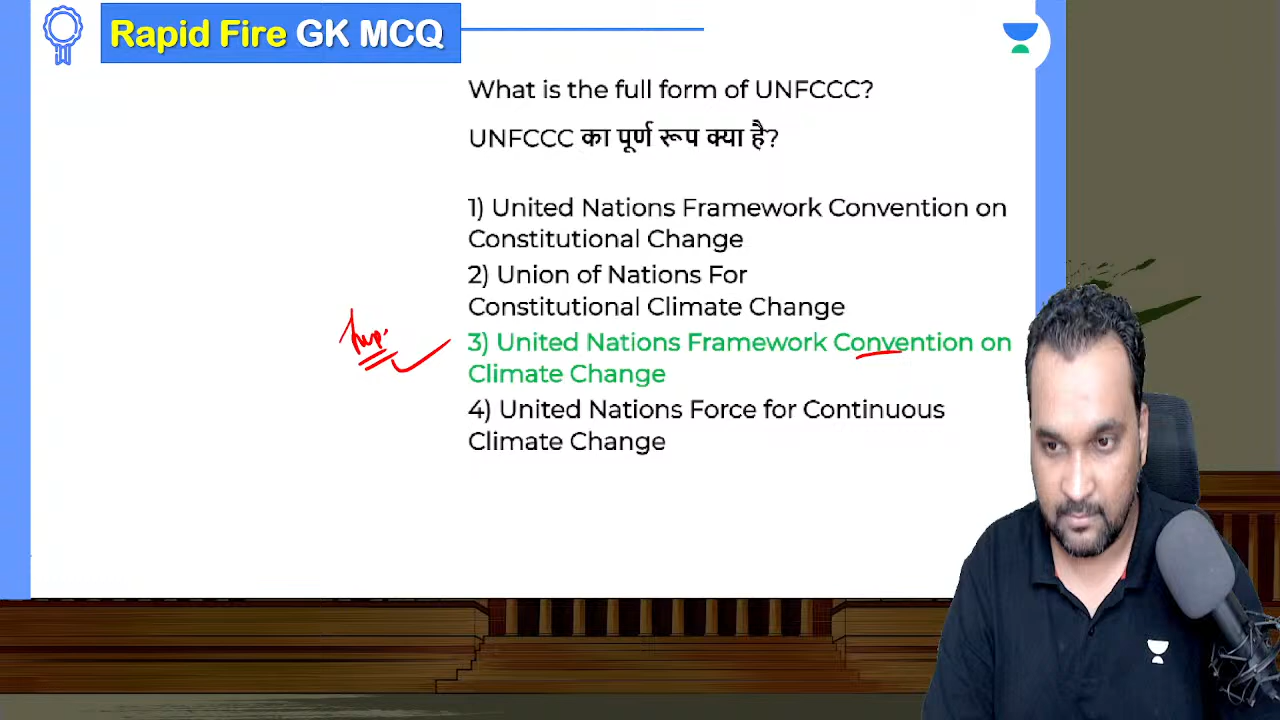 Rapid Fire GK MCQ
What is the full form of UNFCCC?
UNFCCC का पूर्ण रूप क्या है?
1) United Nations Framework Convention on
Constitutional Change
2) Union of Nations For
Constitutional Climate Change
Imp.
3) United Nations Framework Convention on
Climate Change
4) United Nations Force for Continuous
Climate Change